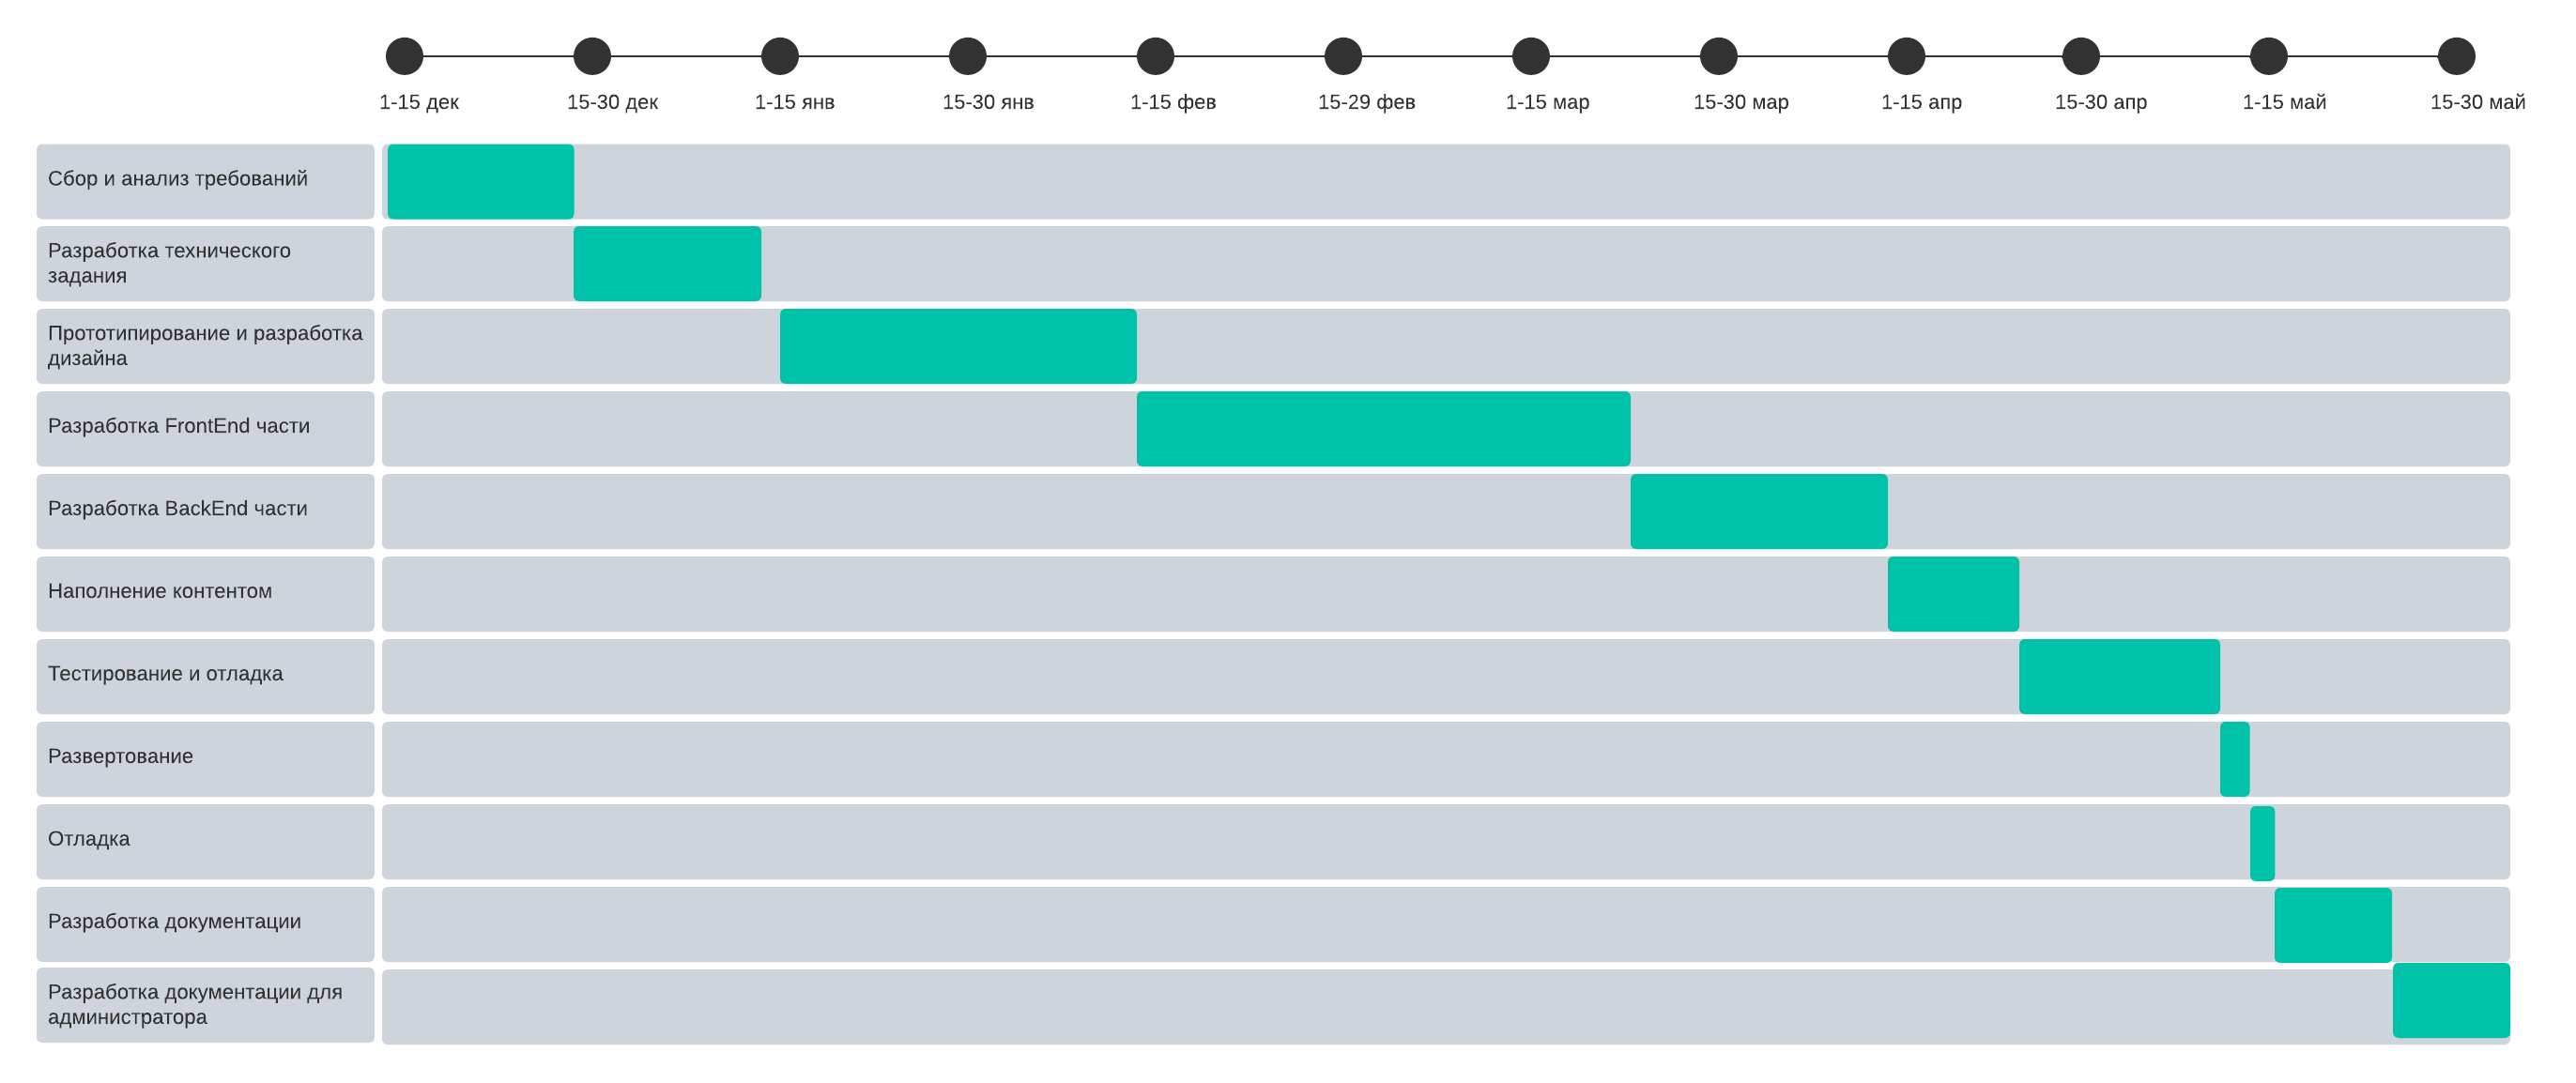 1-15 дек
15-30 дек
1-15 янв
15-30 янв
1-15 фев
15-29 фев
1-15 мар
15-30 мар
1-15 апр
15-30 апр
1-15 май
15-30 май
Сбор и анализ требований
Разработка технического
задания
Прототипирование и разработка
дизайна
Разработка FrontEnd части
Разработка BackEnd части
Наполнение контентом
Тестирование и отладка
Развертование
Отладка
Разработка документации
Разработка документации для
администратора